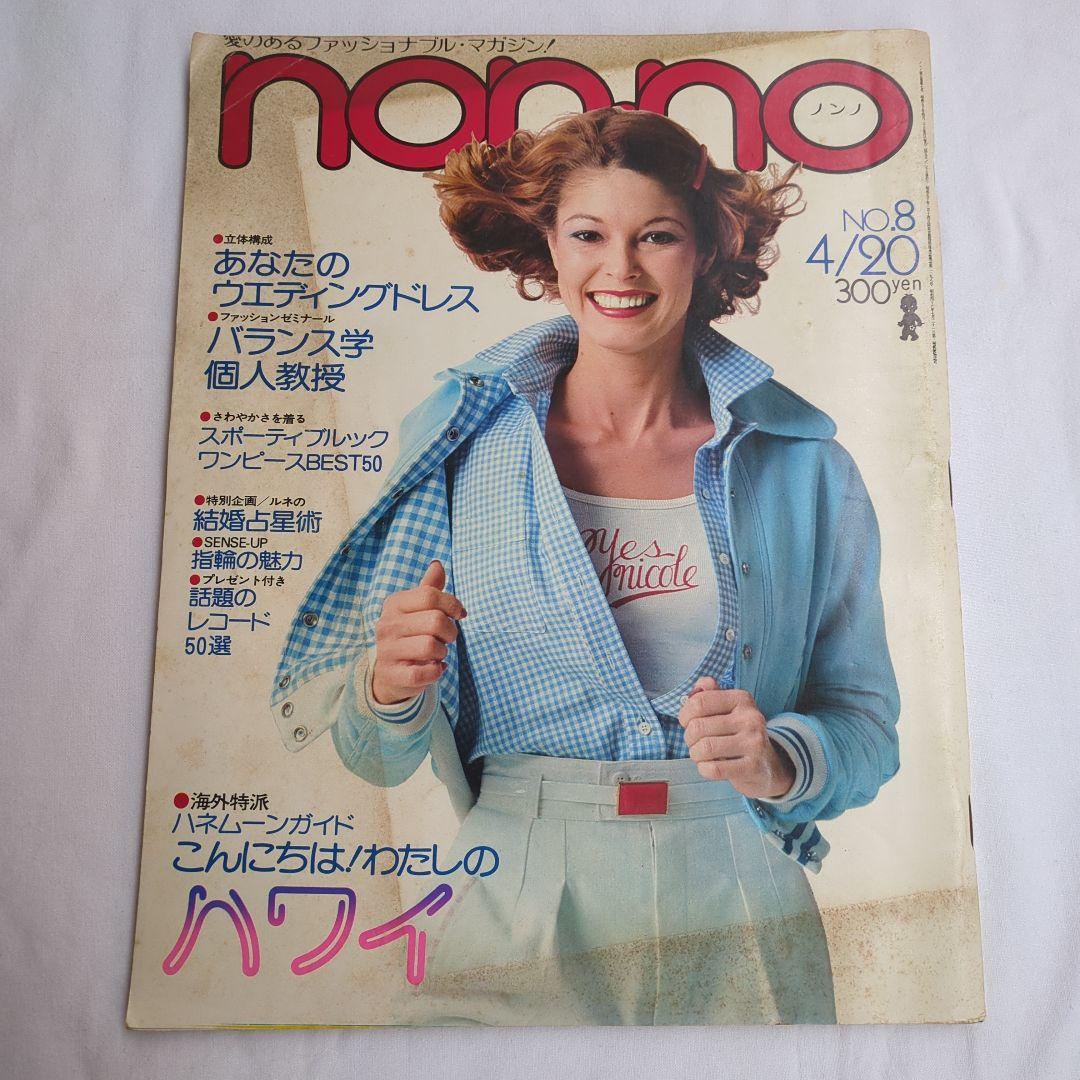 愛のあるファッショナブル・マガジン!
non·no
ノンノ
NO.8
4/20
300yen
●立体構成
あなたの
ウエディングドレス
●ファッションゼミナール
バランス学
個人教授
●さわやかさを着る
スポーティブルック
ワンピースBEST50
●特別企画/ルネの
結婚占星術
●SENSE-UP
指輪の魅力
●プレゼント付き
話題の
レコード
50選
Yes
nicole
●海外特派
ハネムーンガイド
こんにちは!わたしの
ハワイ